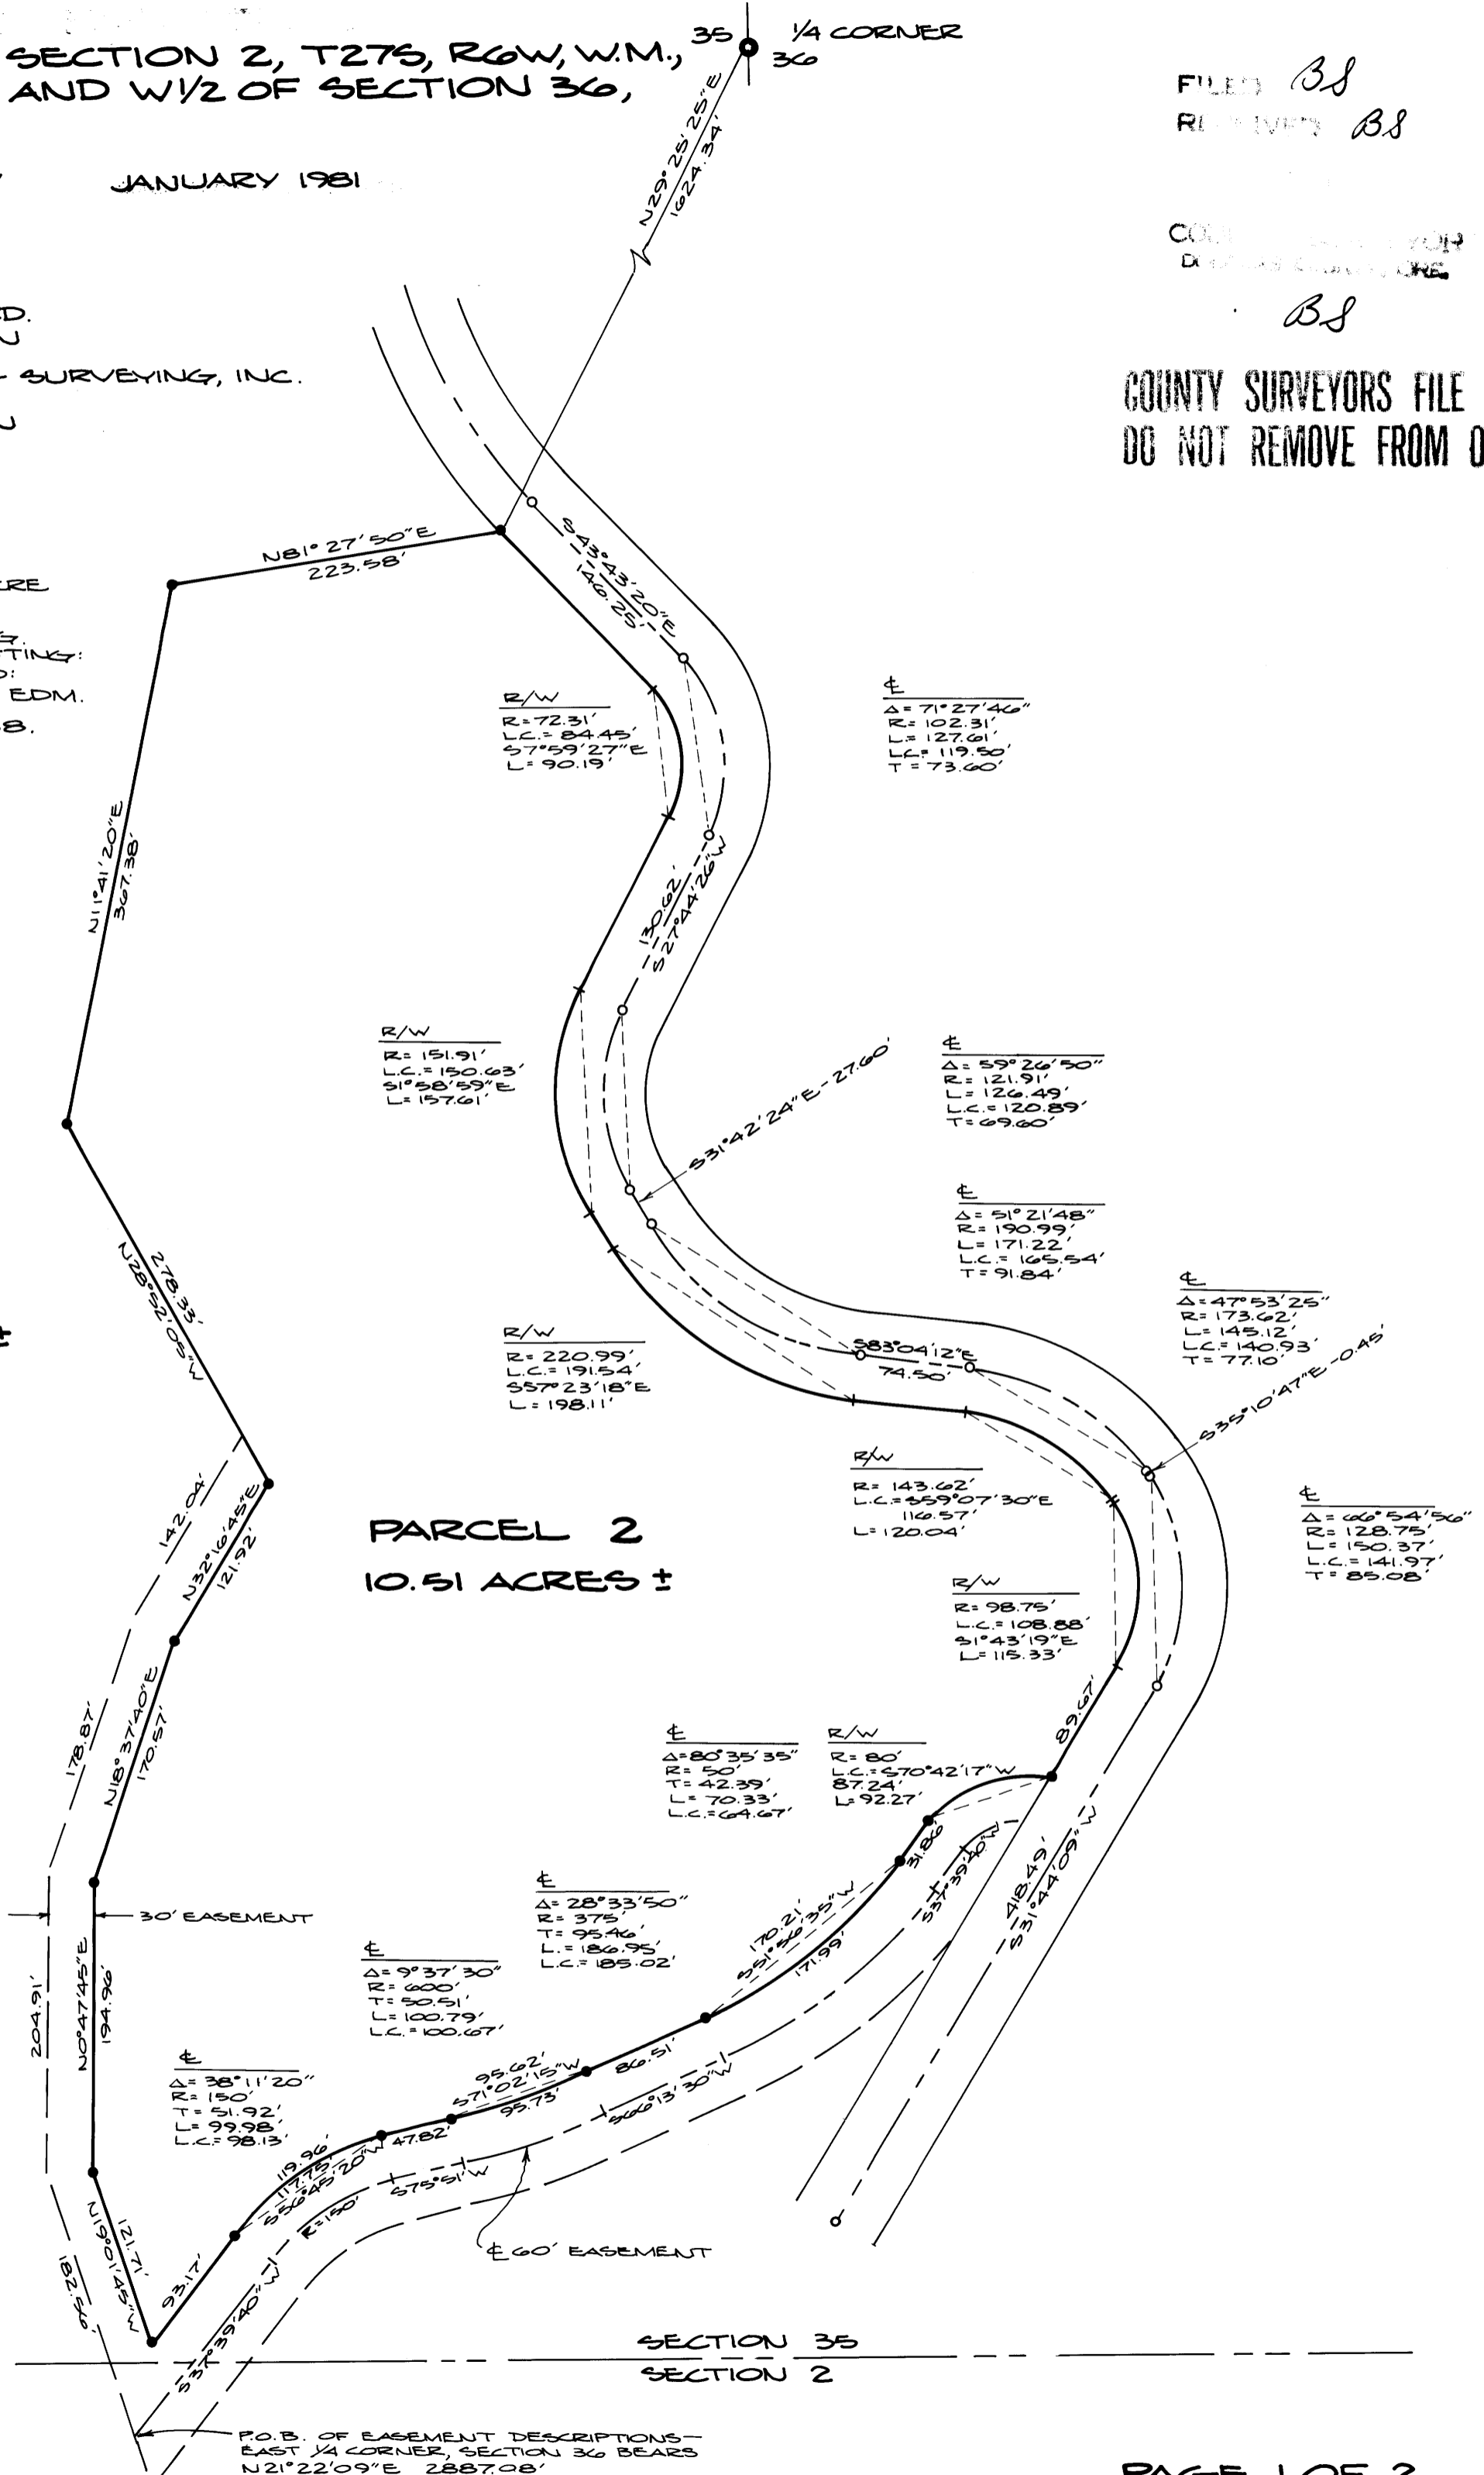 SECTION 2, T27S, R6W, W.M.,
AND W1/2 OF SECTION 36,
JANUARY 1981
35
1/4 CORNER
36
FILED BS
BS
BS
COUNTY SURVEYORS FILE
DO NOT REMOVE FROM O
SURVEYING, INC.
TING:
EDM.
N29°25'25"E
1624.34'
N81°27'50"E
223.58'
S43°43'20"E
146.25'
R/W
R=72.31'
L.C.=84.45'
S7°59'27"E
L=90.19'
℄
Δ=71°27'46"
R=102.31'
L=127.61'
L.C.=119.50'
T=73.60'
N11°41'20"E
367.38'
130.62'
S27°44'26"W
R/W
R=151.91'
L.C.=150.63'
S1°58'59"E
L=157.61'
S31°42'24"E-27.60'
℄
Δ=59°26'50"
R=121.91'
L=126.49'
L.C.=120.89'
T=69.60'
℄
Δ=51°21'48"
R=190.99'
L=171.22'
L.C.=165.54'
T=91.84'
278.33'
N28°52'05"W
R/W
R=220.99'
L.C.=191.54'
S57°23'18"E
L=198.11'
S83°04'12"E
74.50'
℄
Δ=47°53'25"
R=173.62'
L=145.12'
L.C.=140.93'
T=77.10'
S35°10'47"E-0.45'
R/W
R=143.62'
L.C.=S59°07'30"E
116.57'
L=120.04'
℄
Δ=66°54'56"
R=128.75'
L=150.37'
L.C.=141.97'
T=85.08'
PARCEL 2
10.51 ACRES ±
142.04'
N32°16'45"E
121.92'
R/W
R=98.75'
L.C.=108.88'
S1°43'19"E
L=115.33'
178.87'
N18°37'40"E
170.57'
89.67'
℄
Δ=80°35'35"
R=50'
T=42.39'
L=70.33'
L.C.=64.67'
R/W
R=80'
L.C.=S70°42'17"W
87.24'
L=92.27'
31.86'
S37°39'40"W
418.49'
S31°44'09"W
30' EASEMENT
℄
Δ=28°33'50"
R=375'
T=95.46'
L.=186.95'
L.C.=185.02'
170.21'
S51°56'35"W
171.99'
℄
Δ=9°37'30"
R=600'
T=50.51'
L=100.79'
L.C.=100.67'
204.91'
N0°47'45"E
194.96'
℄
Δ=38°11'20"
R=150'
T=51.92'
L=99.98'
L.C.=98.13'
95.62'
S71°02'15"W
95.73'
86.51'
S66°13'30"W
119.96'
117.75'
S56°45'20"W
47.82'
S75°51'W
R=150'
℄ 60' EASEMENT
121.71'
N19°01'45"W
182.56'
93.17'
S37°39'40"W
SECTION 35
SECTION 2
P.O.B. OF EASEMENT DESCRIPTIONS-
EAST 1/4 CORNER, SECTION 36 BEARS
N21°22'09"E 2887.08'
PAGE 1 OF 2